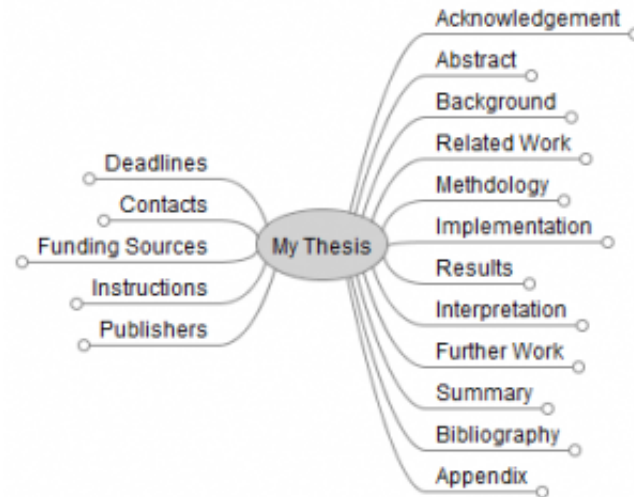 Deadlines
Contacts
Funding Sources
Instructions
Publishers
My Thesis
Acknowledgement
Abstract
Background
Related Work
Methdology
Implementation
Results
Interpretation
Further Work
Summary
Bibliography
Appendix